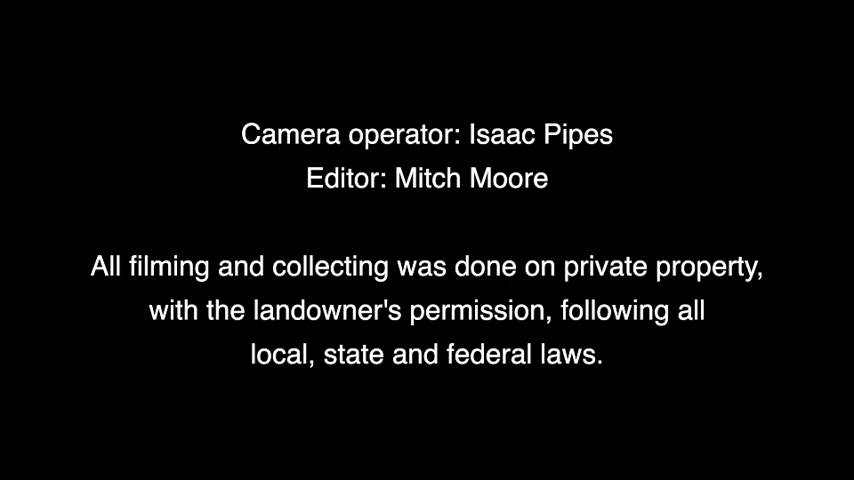 Camera operator: Isaac Pipes
Editor: Mitch Moore
All filming and collecting was done on private property,
with the landowner's permission, following all
local, state and federal laws.